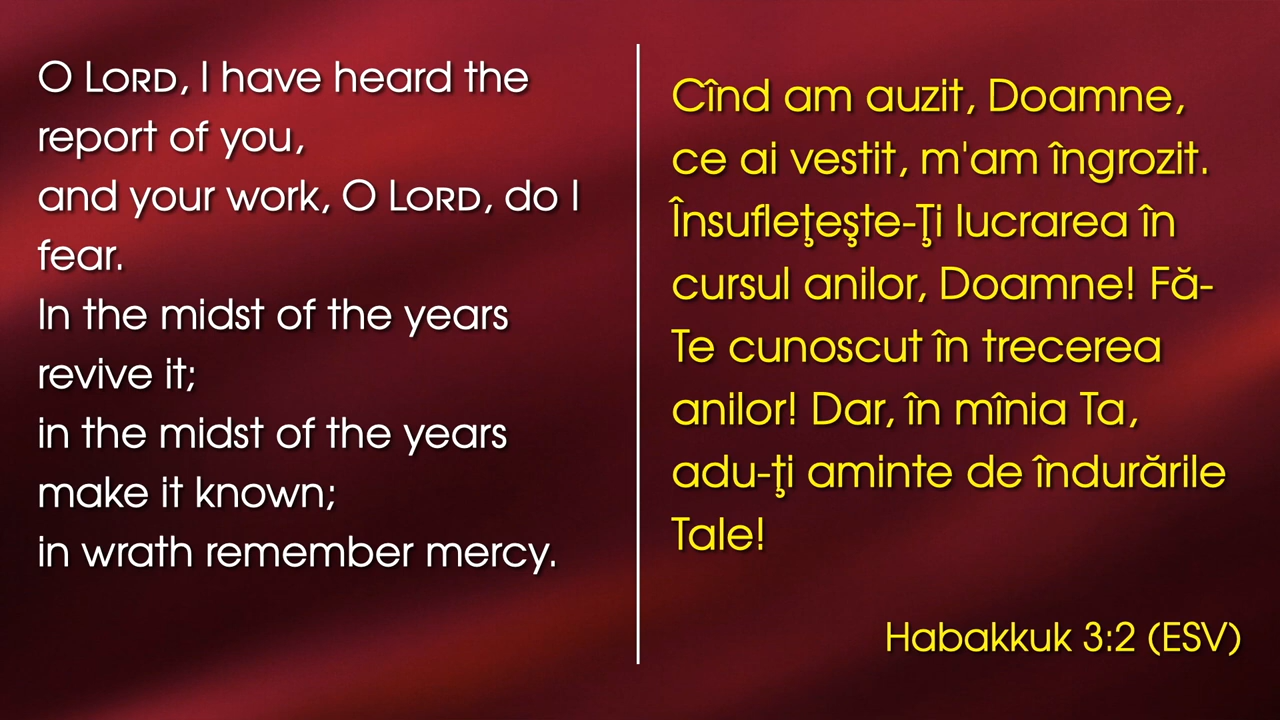 O LORD, I have heard the
report of you,
and your work, O LORD, do I
fear.
In the midst of the years
revive it;
in the midst of the years
make it known;
in wrath remember mercy.
Cînd am auzit, Doamne,
ce ai vestit, m'am îngrozit.
Însufleţeşte-Ţi lucrarea în
cursul anilor, Doamne! Fă-
Te cunoscut în trecerea
anilor! Dar, în mînia Ta,
adu-ţi aminte de îndurările
Tale!
Habakkuk 3:2 (ESV)